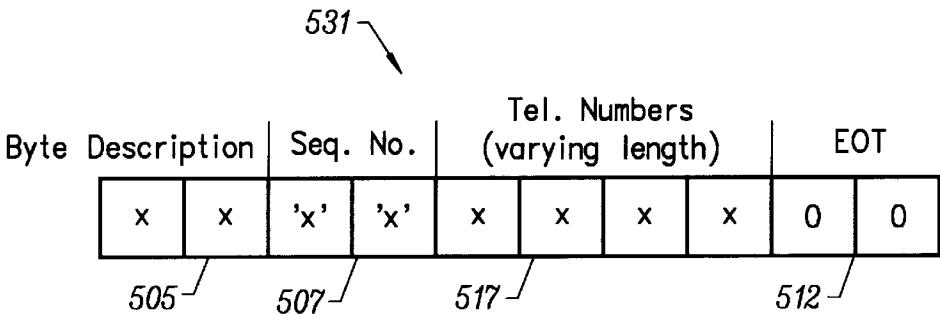 531
Byte Description Seq. No. Tel. Numbers (varying length) EOT
x x 'x' 'x' x x x x 0 0
505 507 517 512